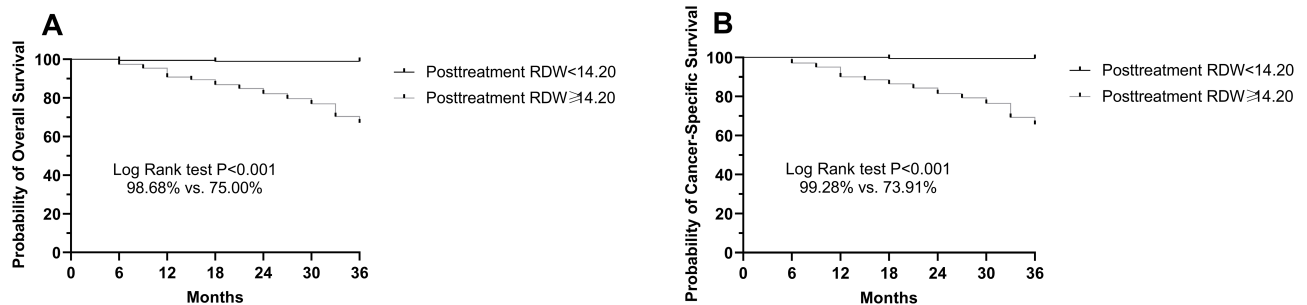 A
Probability of Overall Survival
100
80
60
40
20
0
0 6 12 18 24 30 36
Months
Log Rank test P<0.001
98.68% vs. 75.00%
Posttreatment RDW<14.20
Posttreatment RDW⩾14.20
B
Probability of Cancer-Specific Survival
100
80
60
40
20
0
0 6 12 18 24 30 36
Months
Log Rank test P<0.001
99.28% vs. 73.91%
Posttreatment RDW<14.20
Posttreatment RDW⩾14.20